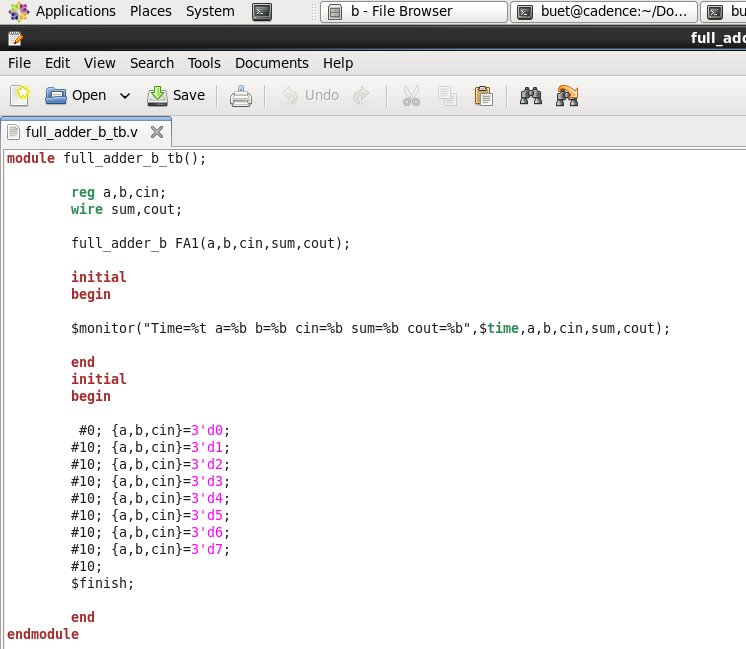 Applications Places System b - File Browser buet@cadence:~/Do... bu
full_add
File Edit View Search Tools Documents Help
Open Save Undo
full_adder_b_tb.v
module full_adder_b_tb();
reg a,b,cin;
wire sum,cout;
full_adder_b FA1(a,b,cin,sum,cout);
initial
begin
$monitor("Time=%t a=%b b=%b cin=%b sum=%b cout=%b",$time,a,b,cin,sum,cout);
end
initial
begin
#0; {a,b,cin}=3'd0;
#10; {a,b,cin}=3'd1;
#10; {a,b,cin}=3'd2;
#10; {a,b,cin}=3'd3;
#10; {a,b,cin}=3'd4;
#10; {a,b,cin}=3'd5;
#10; {a,b,cin}=3'd6;
#10; {a,b,cin}=3'd7;
#10;
$finish;
end
endmodule